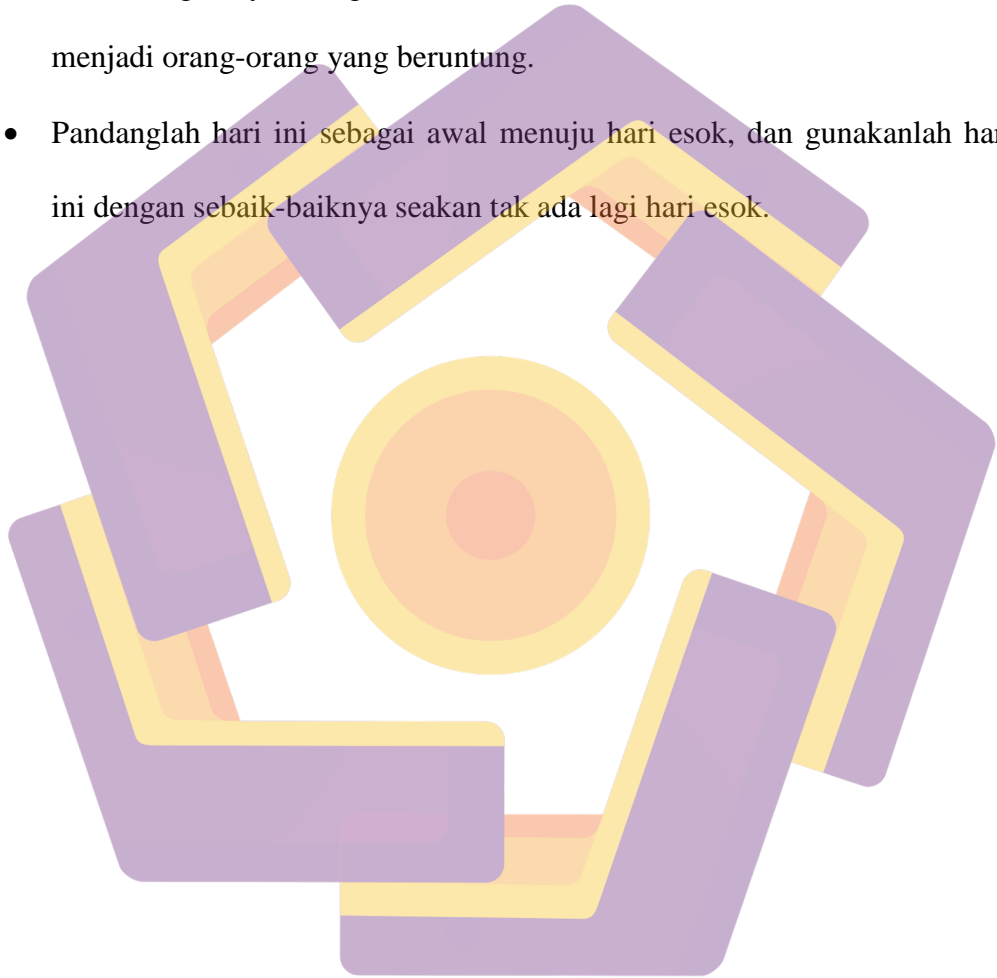 menjadi orang-orang yang beruntung.
• Pandanglah hari ini sebagai awal menuju hari esok, dan gunakanlah
ini dengan sebaik-baiknya seakan tak ada lagi hari esok.